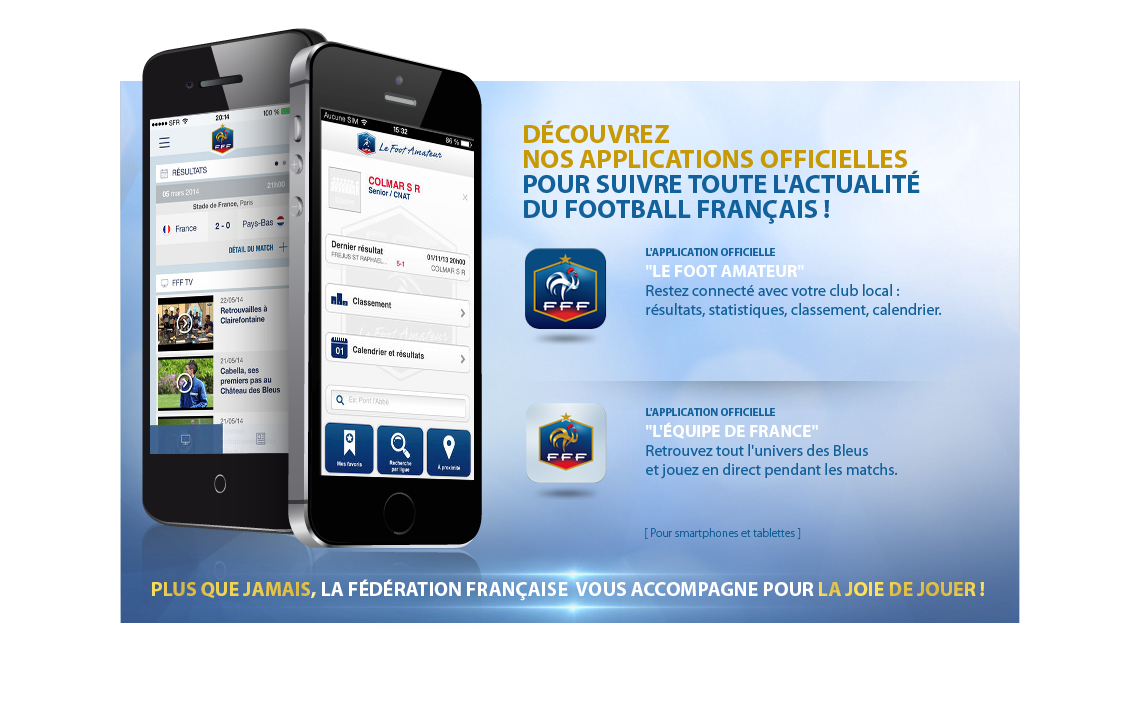 SFR
20:14
100 %
FFF
RÉSULTATS
05 mars 2014
21h00
Stade de France, Paris
France
2 - 0
Pays-Bas
DÉTAIL DU MATCH
FFF TV
22/05/14
Retrouvailles à
Clairefontaine
21/05/14
Cabella, ses
premiers pas au
Château des Bleus
21/05/14
Aucune SIM
15:32
86 %
Le Foot Amateur
COLMAR S R
Senior / CNAT
Dernier résultat
01/11/13 20h00
FREJUS ST RAPHAEL...
5-1
COLMAR S R
Classement
Le Foot Amateur
01
Calendrier et résultats
Ex: Pont l'Abbé
Mes favoris
Recherche
par ligue
A proximité
DÉCOUVREZ
NOS APPLICATIONS OFFICIELLES
POUR SUIVRE TOUTE L'ACTUALITÉ
DU FOOTBALL FRANÇAIS !
FFF
L'APPLICATION OFFICIELLE
"LE FOOT AMATEUR"
Restez connecté avec votre club local :
résultats, statistiques, classement, calendrier.
FFF
L'APPLICATION OFFICIELLE
"L'ÉQUIPE DE FRANCE"
Retrouvez tout l'univers des Bleus
et jouez en direct pendant les matchs.
[ Pour smartphones et tablettes ]
PLUS QUE JAMAIS, LA FÉDÉRATION FRANÇAISE VOUS ACCOMPAGNE POUR LA JOIE DE JOUER !